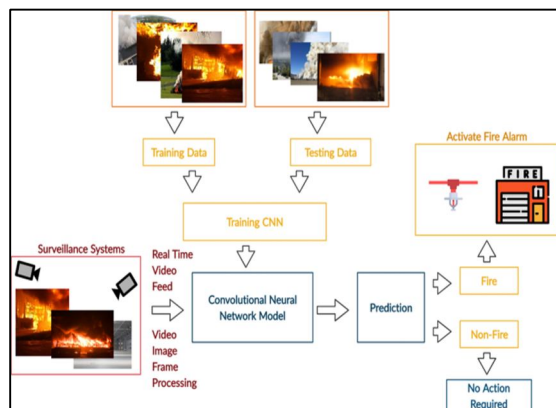 Training Data
Testing Data
Activate Fire Alarm
FIRE
Training CNN
Surveillance Systems
Real Time
Video
Feed
Video
Image
Frame
Processing
Convolutional Neural
Network Model
Prediction
Fire
Non-Fire
No Action
Required